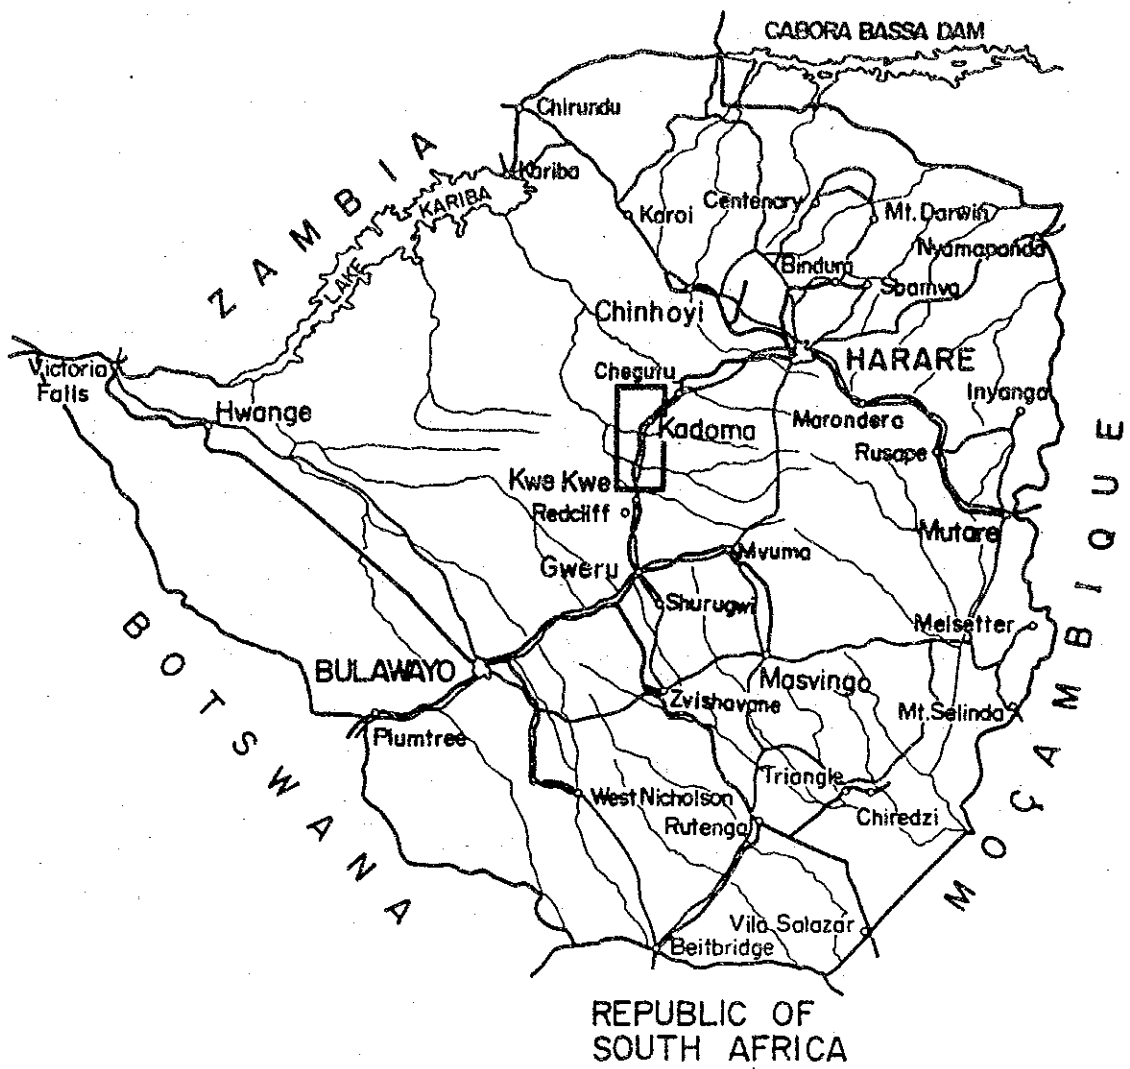 CABORA BASSA DAM
Chirundu
ZAMBIA
Kariba
LAKE KARIBA
Karoi
Centenary
Mt. Darwin
Nyamapanda
Bindura
Shamva
Chinhoyi
HARARE
Victoria
Falls
Hwange
Chegutu
Kadoma
Marondera
Inyanga
Rusape
Kwe Kwe
Redcliff
Mutare
Gweru
Mvuma
Shurugwi
Melsetter
BOTSWANA
BULAWAYO
Masvingo
Zvishavane
Mt. Selinda
Plumtree
MOÇAMBIQUE
Triangle
West Nicholson
Chiredzi
Rutenga
Vila Salazar
Beitbridge
REPUBLIC OF
SOUTH AFRICA